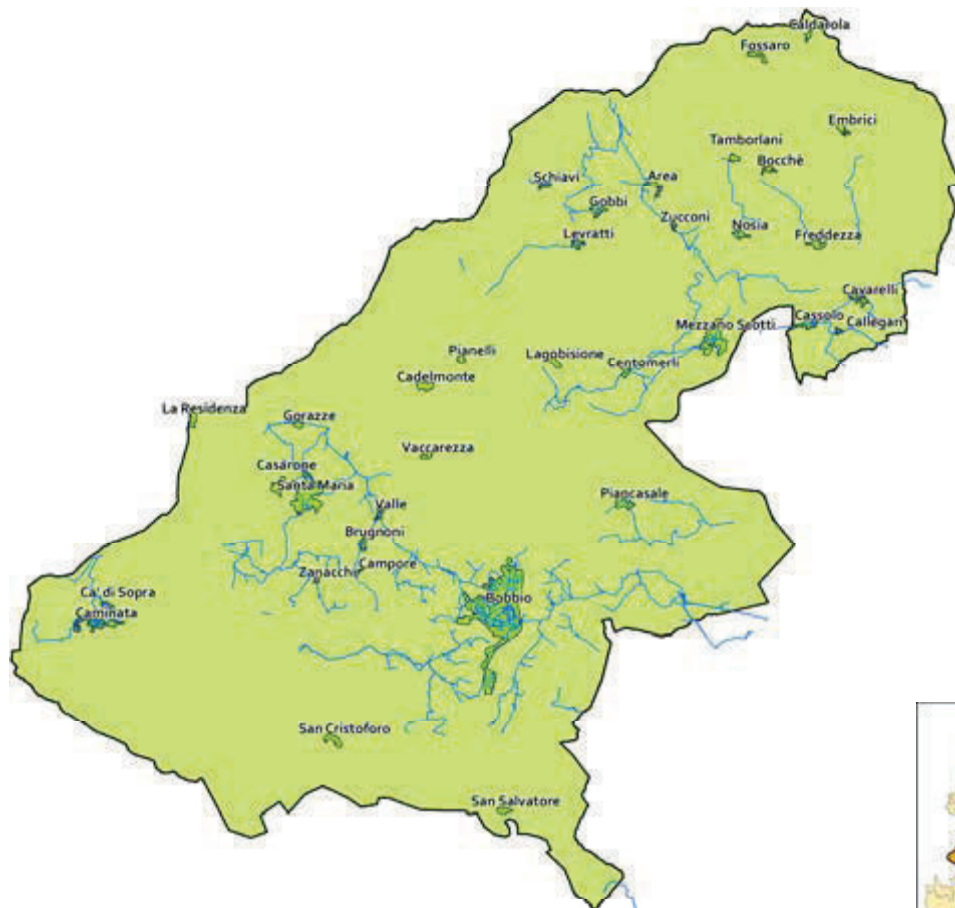 Caldarola
Fossaro
Embrici
Tamborlani
Bocchè
Schiavi
Area
Gobbi
Zucconi
Nosia
Levratti
Freddezza
Cavarelli
Cassolo
Callegari
Mezzano Scotti
Pianelli
Lagobisione
Centomerli
Cadelmonte
La Residenza
Gorazze
Vaccarezza
Casarone
Santa Maria
Piancasale
Valle
Brugnoni
Campore
Zanacchi
Ca' di Sopra
Bobbio
Caminata
San Cristoforo
San Salvatore